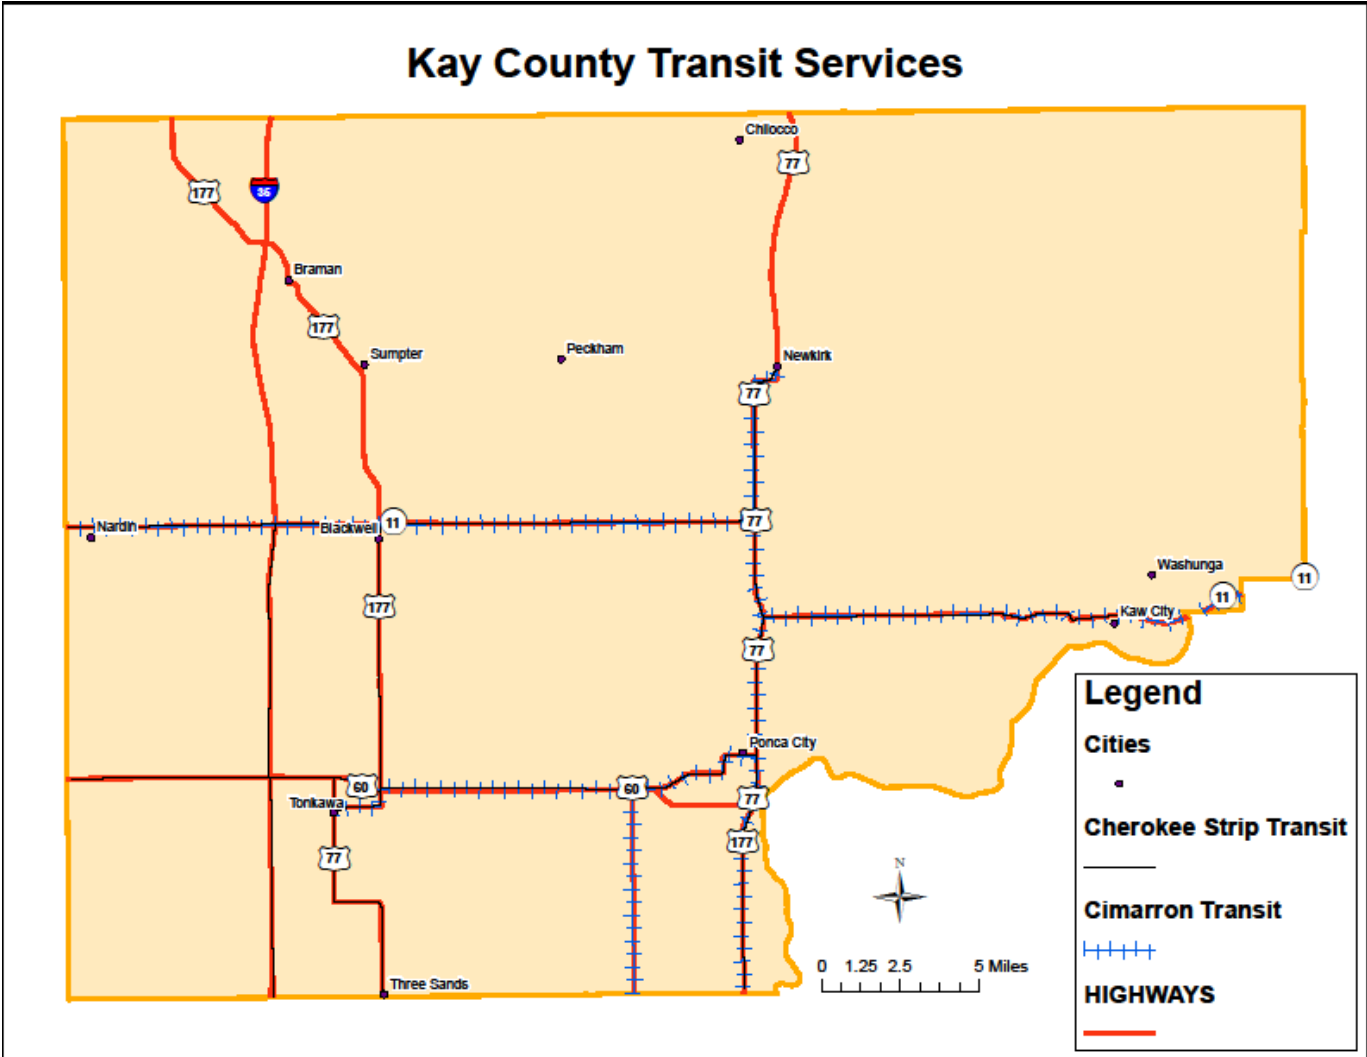 Kay County Transit Services
Chilocco
77
177
35
Braman
177
Sumpter
Peckham
Newkirk
77
Nardin
Blackwell
11
77
Washunga
11
11
Kaw City
177
77
Ponca City
60
60
77
Tonkawa
177
77
Three Sands
N
0 1.25 2.5 5 Miles
Legend
Cities
Cherokee Strip Transit
Cimarron Transit
HIGHWAYS